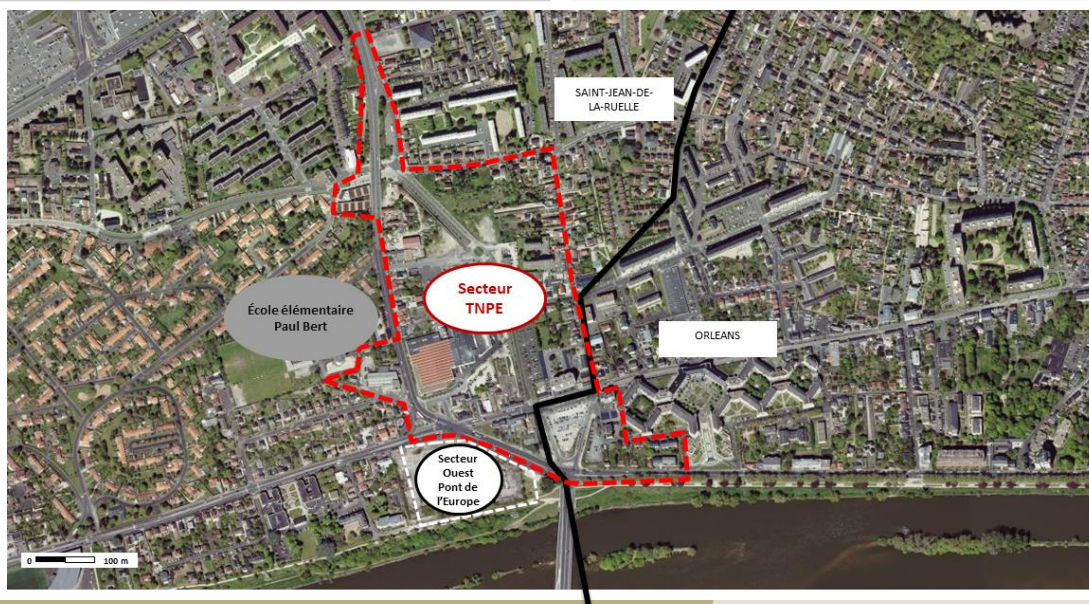 SAINT-JEAN-DE-
LA-RUELLE
Secteur
TNPE
École élémentaire
Paul Bert
ORLEANS
Secteur
Ouest
Pont de
l'Europe
0 100 m